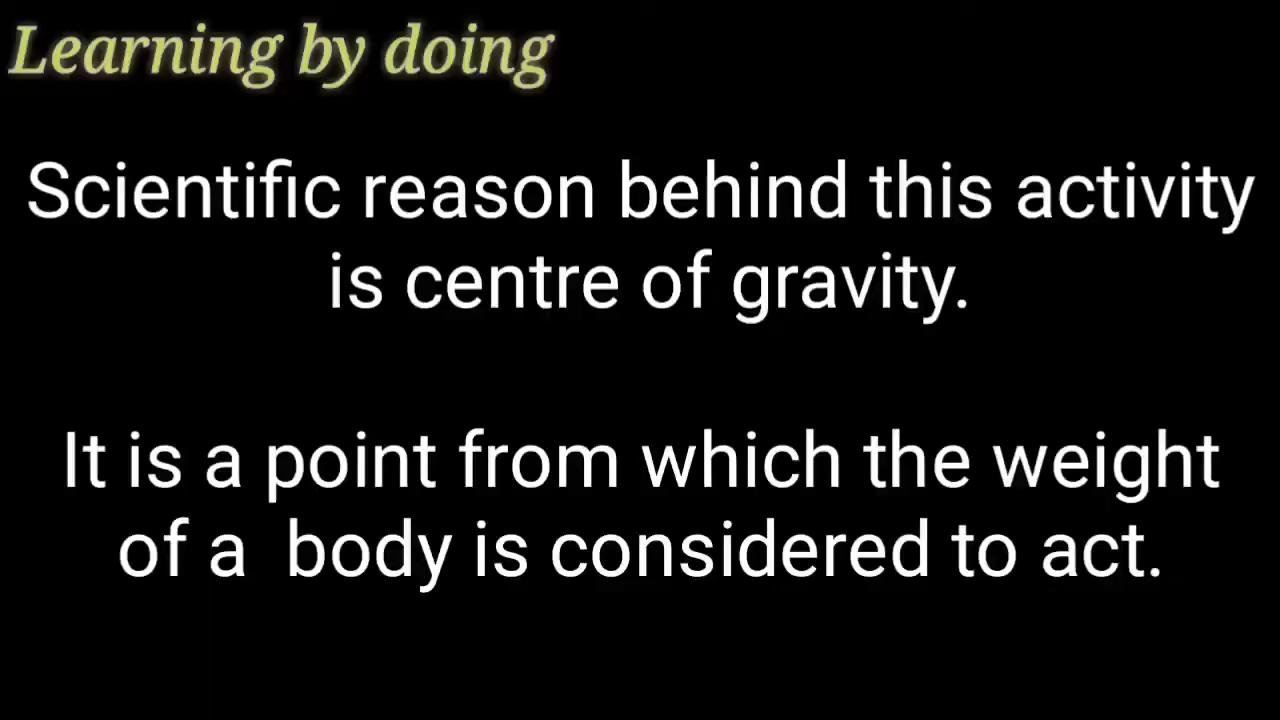 Learning by doing
Scientific reason behind this activity
is centre of gravity.
It is a point from which the weight
of a  body is considered to act.